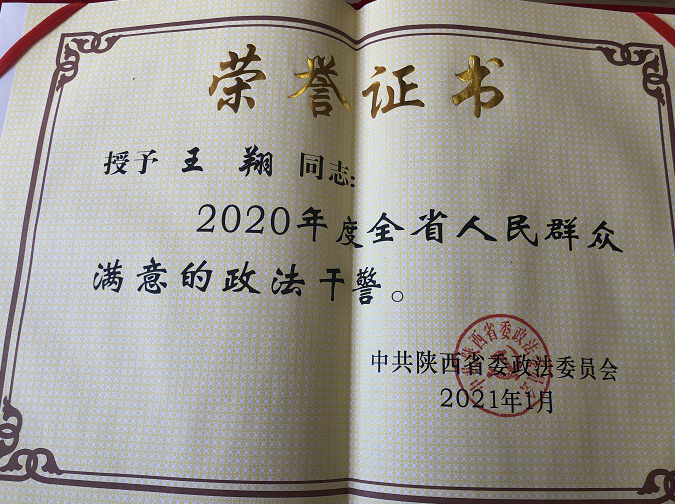 荣誉证书
授予 王 翔 同志：
2020年度全省人民群众
满意的政法干警。
中共陕西省委政法委员会
2021年1月